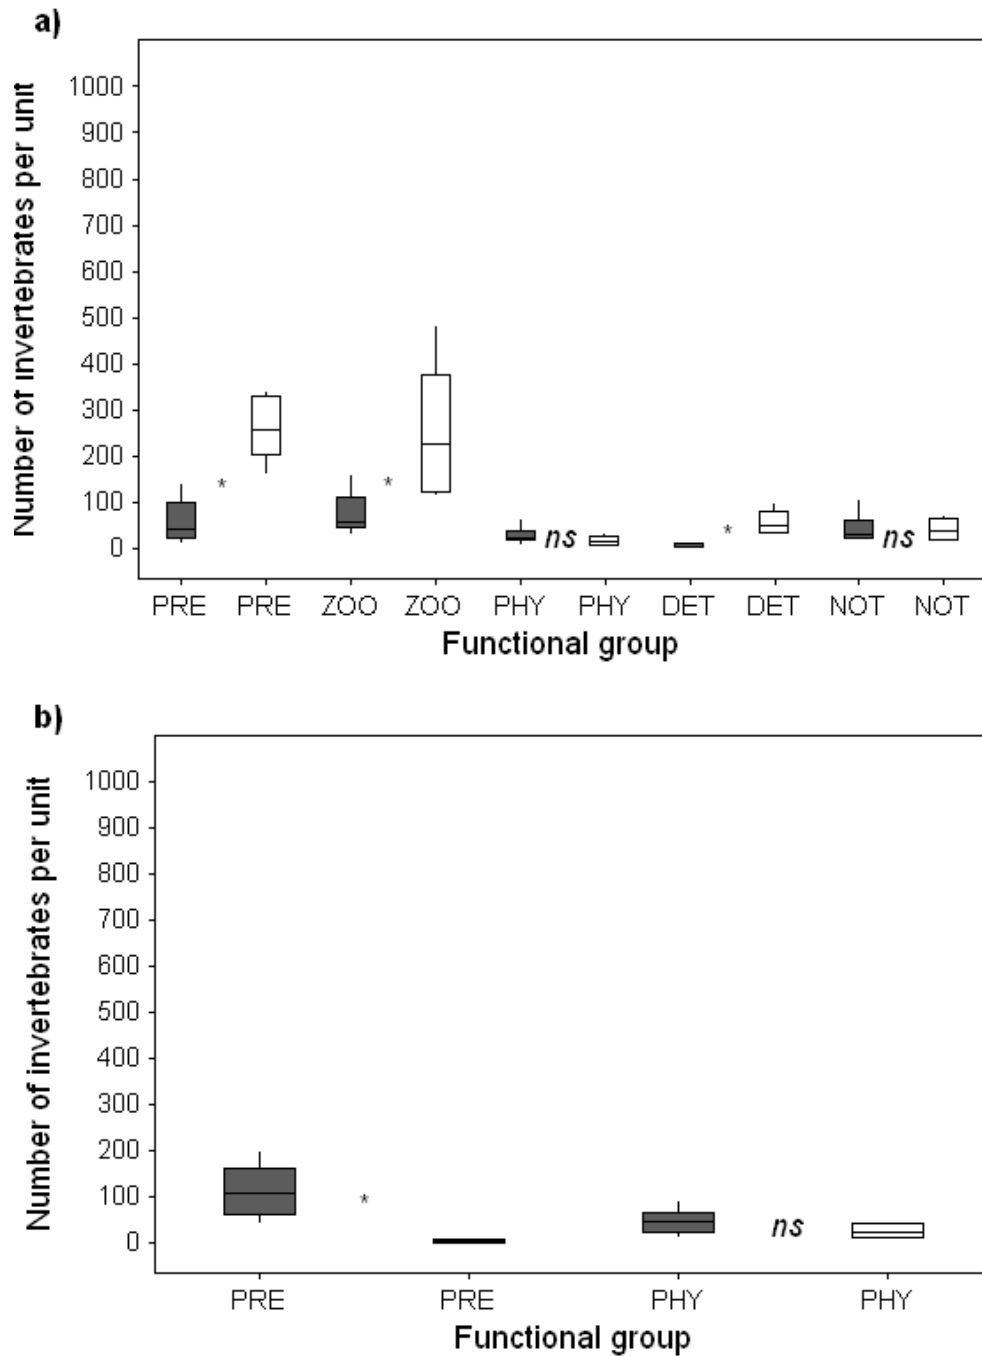 a)
Number of invertebrates per unit
1000
900
800
700
600
500
400
300
200
100
0
* * ns * ns
PRE PRE ZOO ZOO PHY PHY DET DET NOT NOT
Functional group
b)
Number of invertebrates per unit
1000
900
800
700
600
500
400
300
200
100
0
* ns
PRE PRE PHY PHY
Functional group